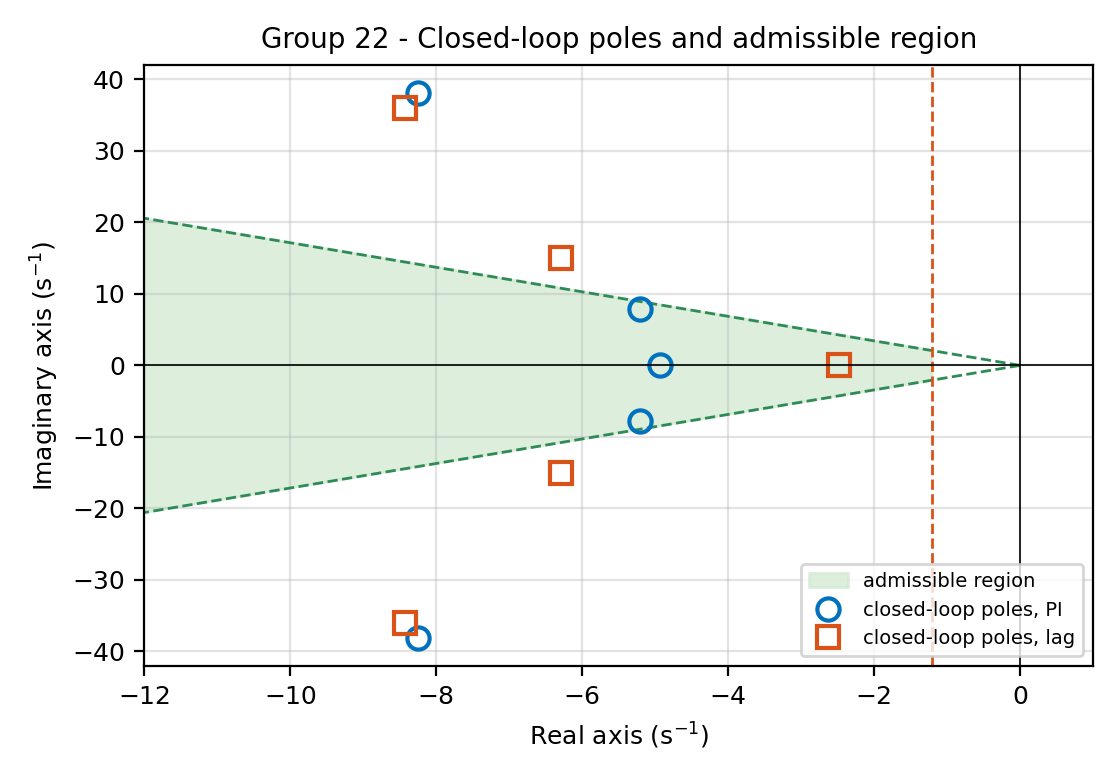 Group 22 - Closed-loop poles and admissible region
Imaginary axis (s⁻¹)
40
30
20
10
0
−10
−20
−30
−40
−12
−10
−8
−6
−4
−2
0
Real axis (s⁻¹)
admissible region
closed-loop poles, PI
closed-loop poles, lag